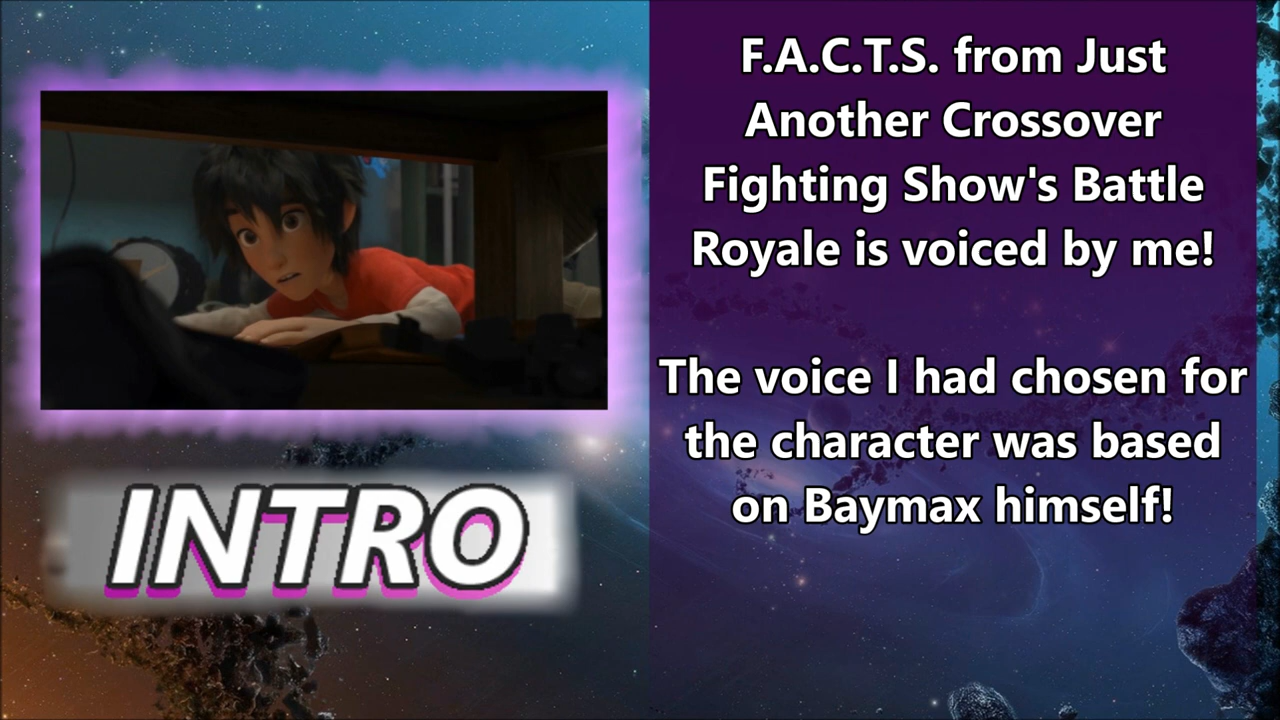 INTRO
F.A.C.T.S. from Just
Another Crossover
Fighting Show's Battle
Royale is voiced by me!
The voice I had chosen for
the character was based
on Baymax himself!